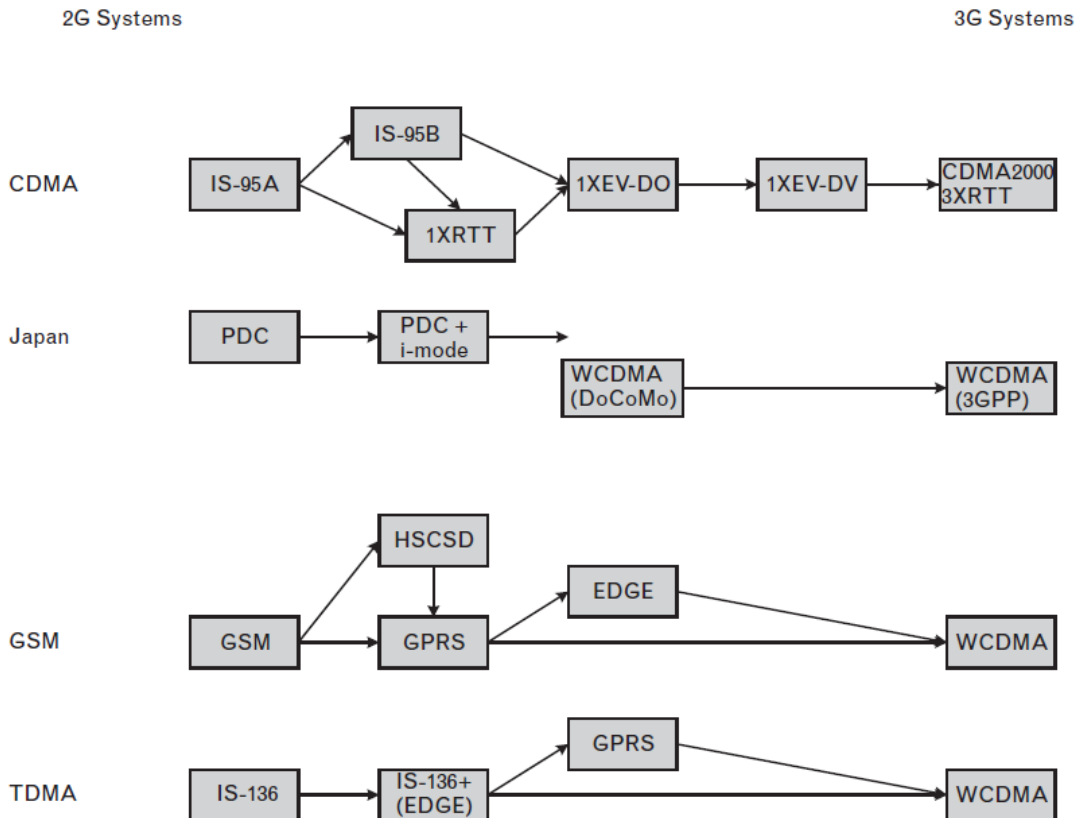 2G Systems
3G Systems
CDMA
IS-95A
IS-95B
1XRTT
1XEV-DO
1XEV-DV
CDMA2000
3XRTT
Japan
PDC
PDC +
i-mode
WCDMA
(DoCoMo)
WCDMA
(3GPP)
GSM
GSM
HSCSD
GPRS
EDGE
WCDMA
TDMA
IS-136
IS-136+
(EDGE)
GPRS
WCDMA